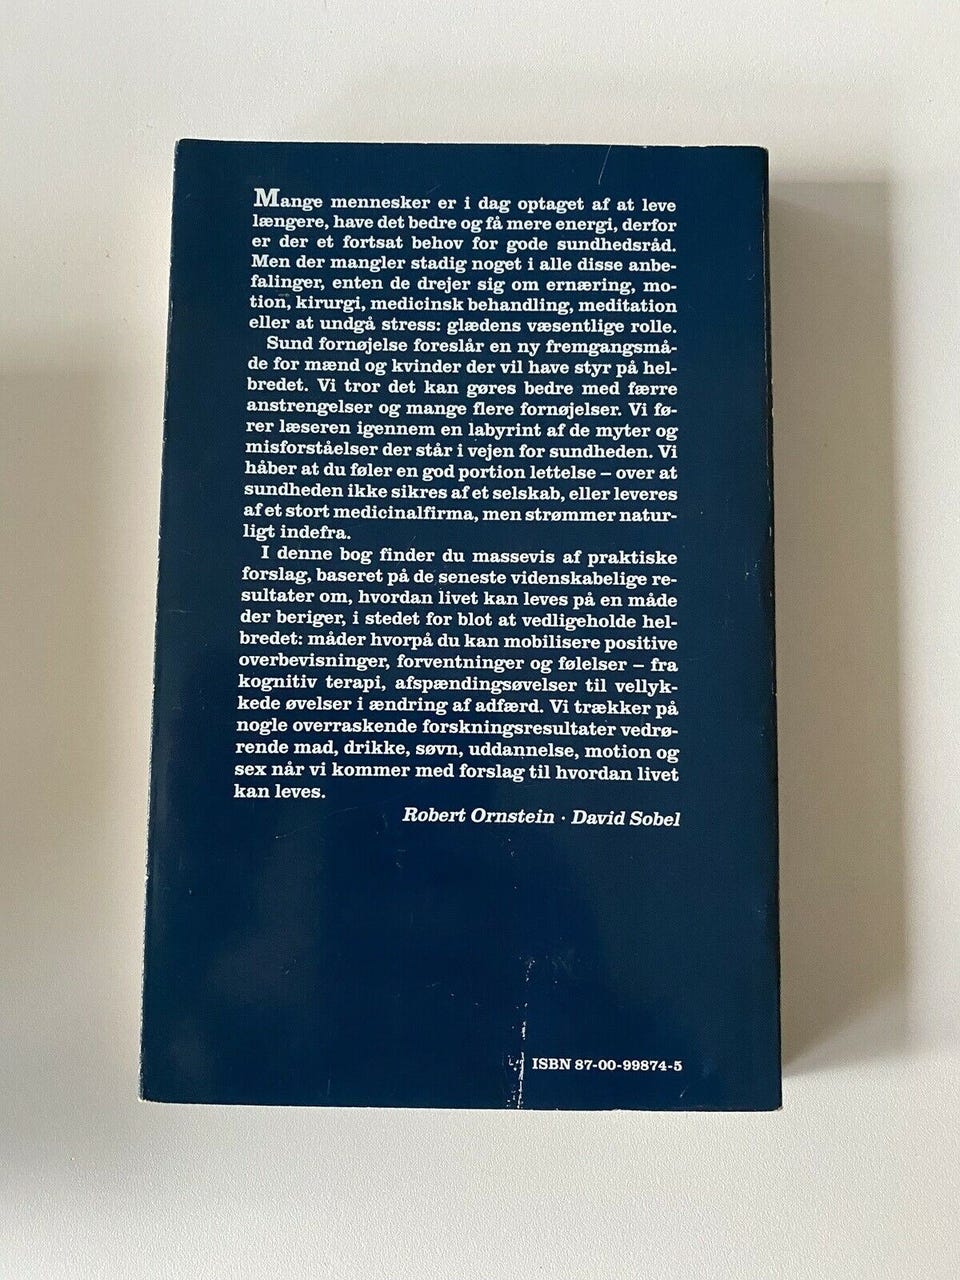 Mange mennesker er i dag optaget af at leve
længere, have det bedre og få mere energi, derfor
er der et fortsat behov for gode sundhedsråd.
Men der mangler stadig noget i alle disse anbe-
falinger, enten de drejer sig om ernæring, mo-
tion, kirurgi, medicinsk behandling, meditation
eller at undgå stress: glædens væsentlige rolle.
Sund fornøjelse foreslår en ny fremgangsmå-
de for mænd og kvinder der vil have styr på hel-
bredet. Vi tror det kan gøres bedre med færre
anstrengelser og mange flere fornøjelser. Vi fø-
rer læseren igennem en labyrint af de myter og
misforståelser der står i vejen for sundheden. Vi
håber at du føler en god portion lettelse – over at
sundheden ikke sikres af et selskab, eller leveres
af et stort medicinalfirma, men strømmer natur-
ligt indefra.
I denne bog finder du massevis af praktiske
forslag, baseret på de seneste videnskabelige re-
sultater om, hvordan livet kan leves på en måde
der beriger, i stedet for blot at vedligeholde hel-
bredet: måder hvorpå du kan mobilisere positive
overbevisninger, forventninger og følelser – fra
kognitiv terapi, afspændingsøvelser til vellyk-
kede øvelser i ændring af adfærd. Vi trækker på
nogle overraskende forskningsresultater vedrø-
rende mad, drikke, søvn, uddannelse, motion og
sex når vi kommer med forslag til hvordan livet
kan leves.
Robert Ornstein · David Sobel
ISBN 87-00-99874-5